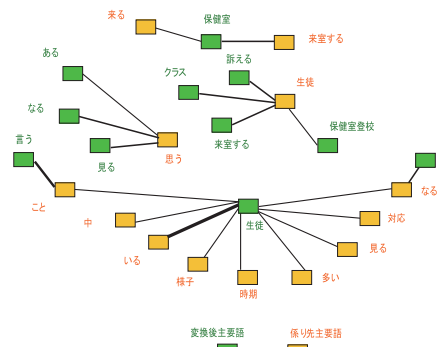 来る
保健室
来室する
ある
訴える
クラス
生徒
なる
保健室登校
言う
来室する
見る
思う
なる
こと
中
生徒
対応
いる
見る
様子
時期
多い
変換後主要語
係り先主要語